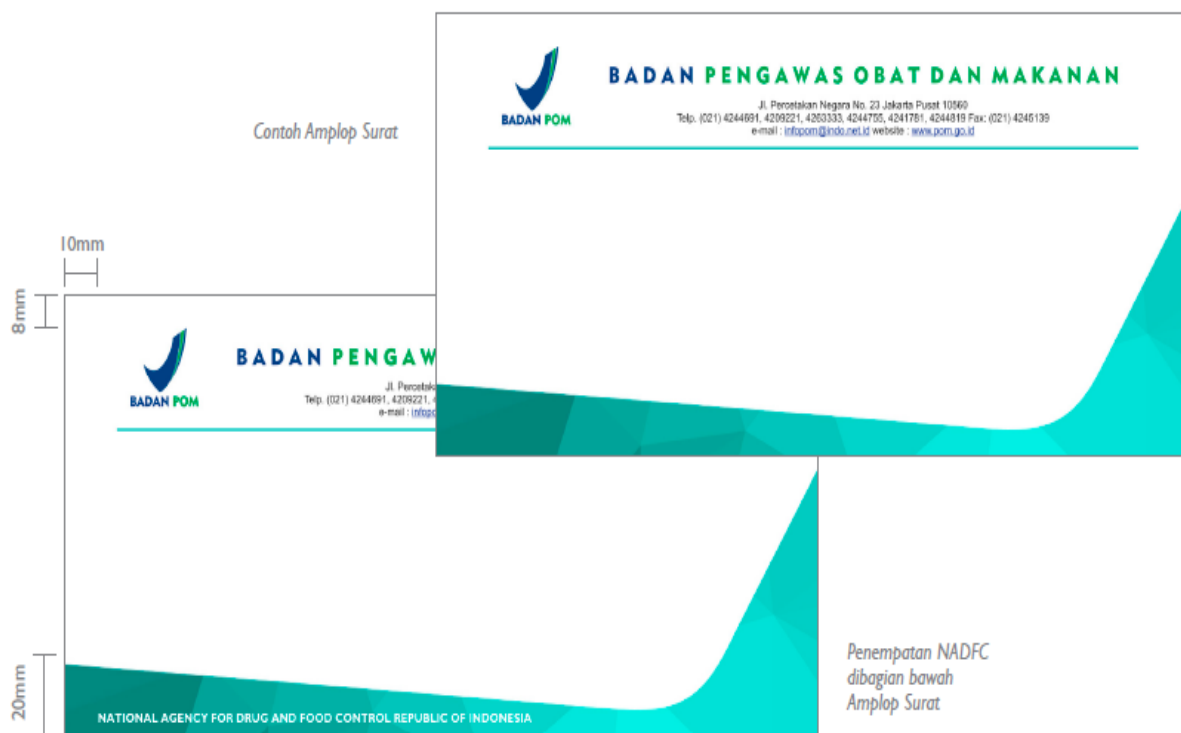 BADAN PENGAWAS OBAT DAN MAKANAN
Jl. Percetakan Negara No. 23 Jakarta Pusat 10560
Telp. (021) 4244691, 4209221, 4263333, 4244755, 4241781, 4244819 Fax: (021) 4245139
e-mail : infopom@indo.net.id website : www.pom.go.id
BADAN POM
Contoh Amplop Surat
10mm
8mm
BADAN PENGAW
Jl. Percetak
Telp. (021) 4244691, 4209221,
e-mail : infop
BADAN POM
Penempatan NADFC
dibagian bawah
Amplop Surat
20mm
NATIONAL AGENCY FOR DRUG AND FOOD CONTROL REPUBLIC OF INDONESIA